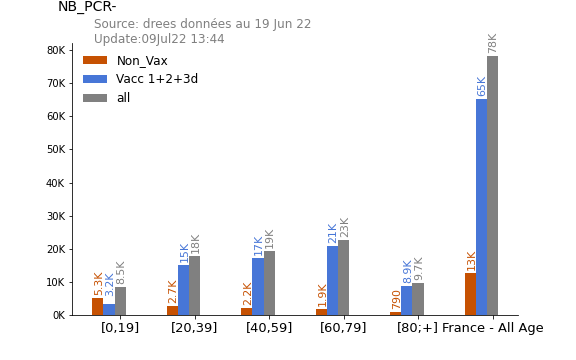 NB_PCR-
Source: drees données au 19 Jun 22
Update:09Jul22 13:44
80K
70K
60K
50K
40K
30K
20K
10K
0K
Non_Vax
Vacc 1+2+3d
all
5.3K
3.2K
8.5K
2.7K
15K
18K
2.2K
17K
19K
1.9K
21K
23K
790
8.9K
9.7K
13K
65K
78K
[0,19]
[20,39]
[40,59]
[60,79]
[80;+]
France - All Age